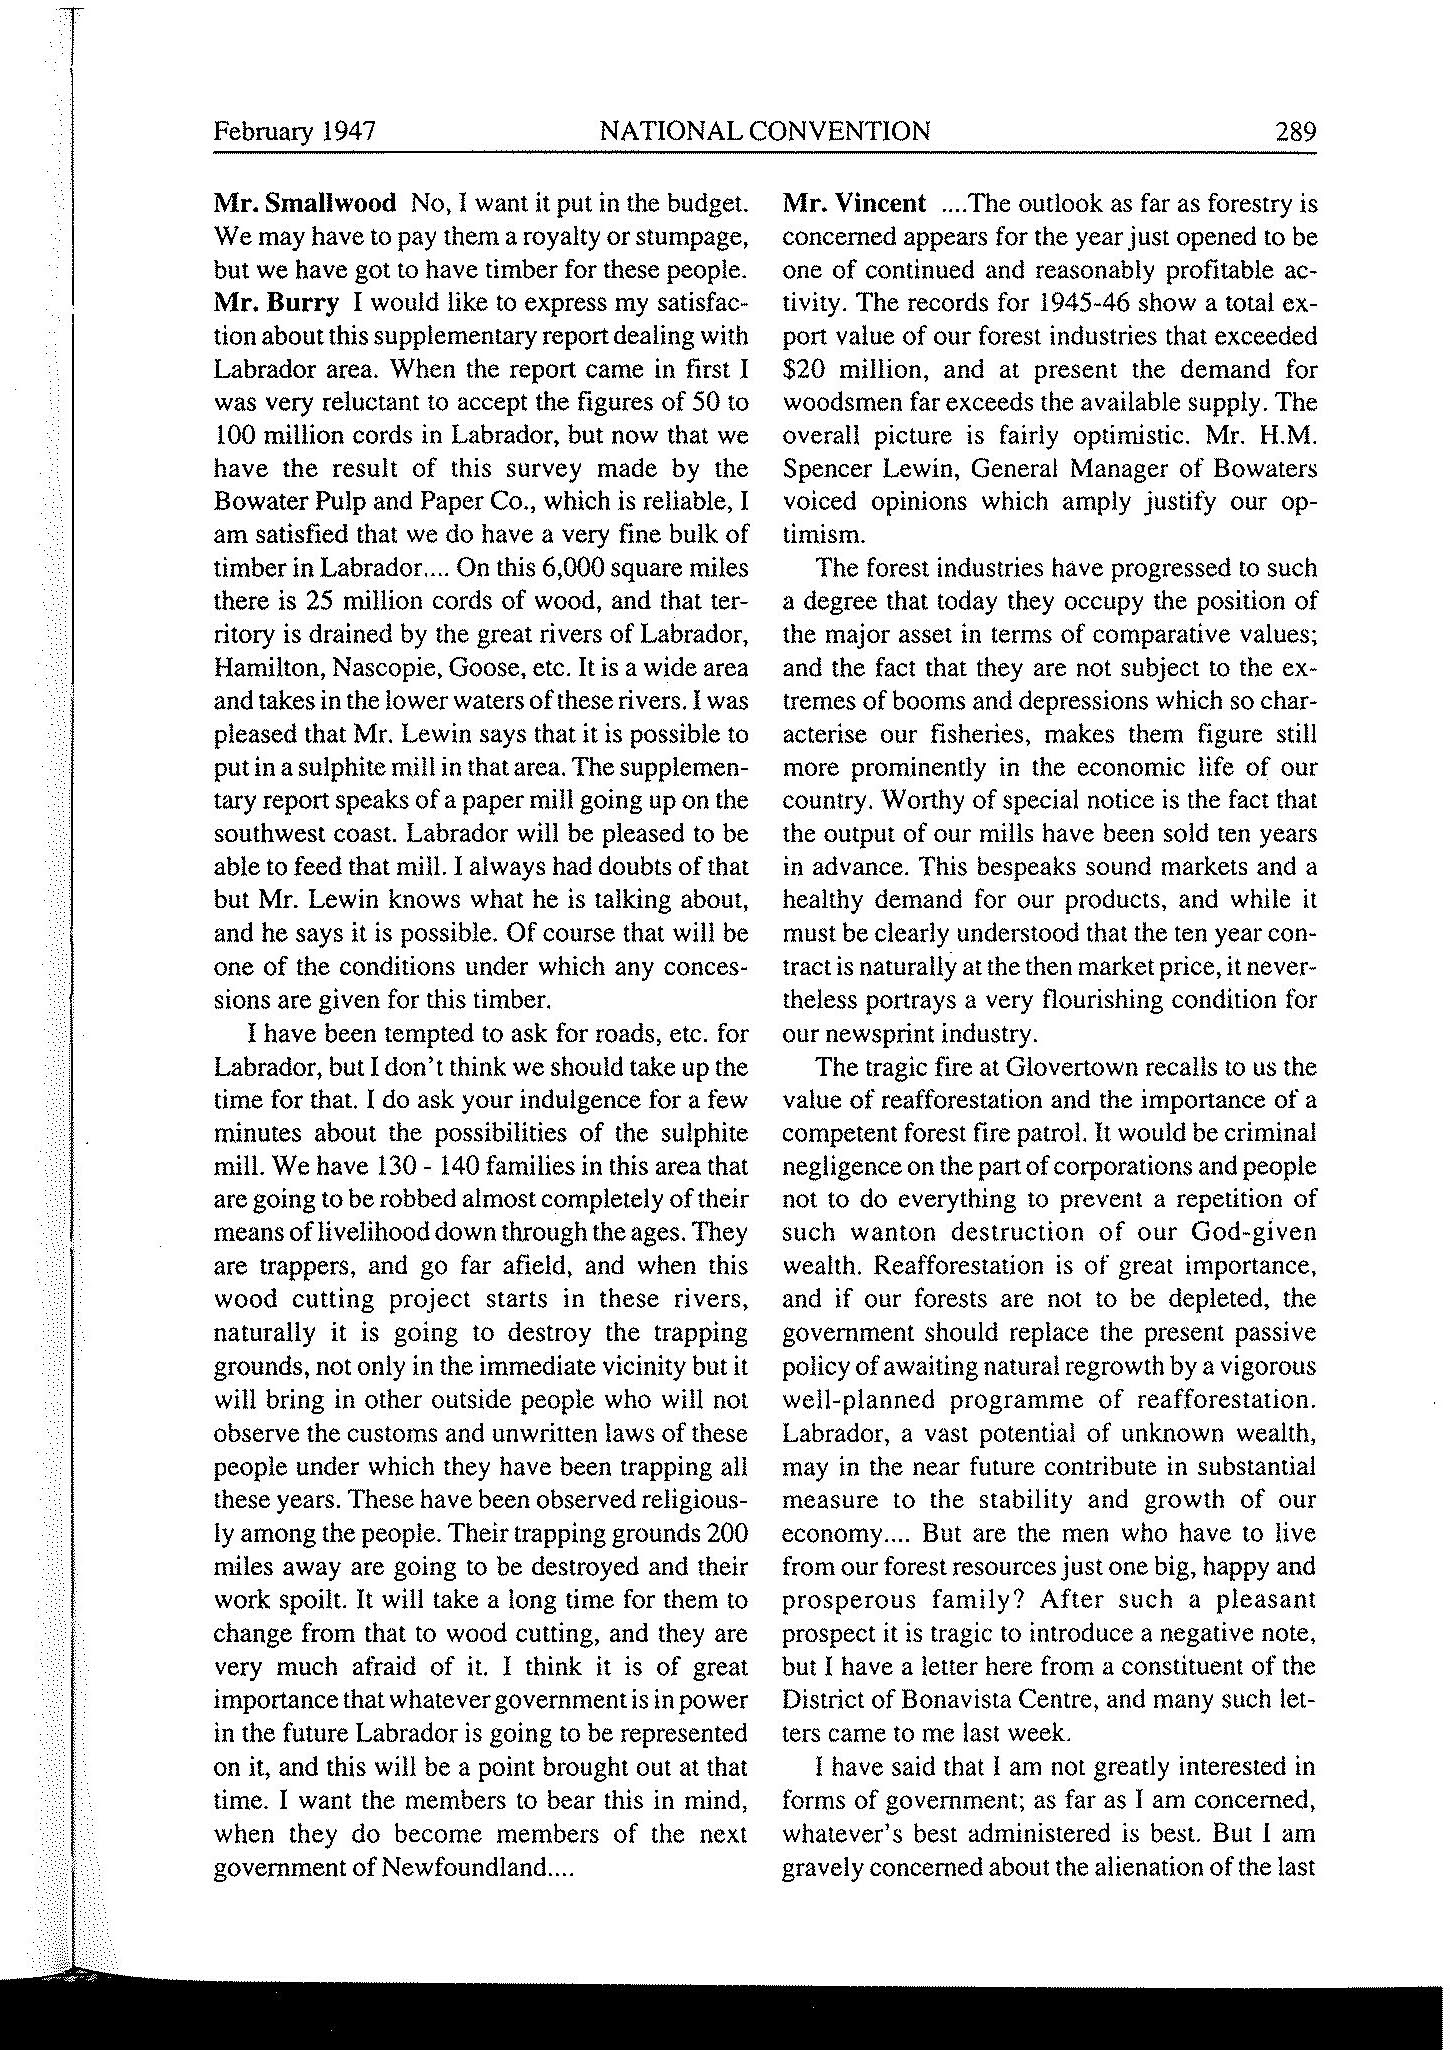 February 1947 NATIONAL CONVENTION 289
Mr. Smallwood No, I want it put in the budget.
We may have to pay them a royalty or stumpage,
but we have got to have timber for these people.
Mr. Burry I would like to express my satisfac-
tion about this supplementary report dealing with
Labrador area. When the report came in first I
was very reluctant to accept the figures of 50 to
100 million cords in Labrador, but now that we
have the result of this survey made by the
Bowater Pulp and Paper Co., which is reliable, I
am satisfied that we do have a very fine bulk of
timber in Labrador.... On this 6,000 square miles
there is 25 million cords of wood, and that ter-
ritory is drained by the great rivers of Labrador,
Hamilton, Nascopie, Goose, etc. It is a wide area
and takes in the lower waters of these rivers. I was
pleased that Mr. Lewin says that it is possible to
put in a sulphite mill in that area. The supplemen-
tary report speaks of a paper mill going up on the
southwest coast. Labrador will be pleased to be
able to feed that mill. I always had doubts of that
but Mr. Lewin knows what he is talking about,
and he says it is possible. Of course that will be
one of the conditions under which any conces-
sions are given for this timber.
I have been tempted to ask for roads, etc. for
Labrador, but I don't think we should take up the
time for that. I do ask your indulgence for a few
minutes about the possibilities of the sulphite
mill. We have 130 - 140 families in this area that
are going to be robbed almost completely of their
means of livelihood down through the ages. They
are trappers, and go far afield, and when this
wood cutting project starts in these rivers,
naturally it is going to destroy the trapping
grounds, not only in the immediate vicinity but it
will bring in other outside people who will not
observe the customs and unwritten laws of these
people under which they have been trapping all
these years. These have been observed religious-
ly among the people. Their trapping grounds 200
miles away are going to be destroyed and their
work spoilt. It will take a long time for them to
change from that to wood cutting, and they are
very much afraid of it. I think it is of great
importance that whatever government is in power
in the future Labrador is going to be represented
on it, and this will be a point brought out at that
time. I want the members to bear this in mind,
when they do become members of the next
government of Newfoundland....
Mr. Vincent ....The outlook as far as forestry is
concerned appears for the year just opened to be
one of continued and reasonably profitable ac-
tivity. The records for 1945-46 show a total ex-
port value of our forest industries that exceeded
$20 million, and at present the demand for
woodsmen far exceeds the available supply. The
overall picture is fairly optimistic. Mr. H.M.
Spencer Lewin, General Manager of Bowaters
voiced opinions which amply justify our op-
timism.
The forest industries have progressed to such
a degree that today they occupy the position of
the major asset in terms of comparative values;
and the fact that they are not subject to the ex-
tremes of booms and depressions which so char-
acterise our fisheries, makes them figure still
more prominently in the economic life of our
country. Worthy of special notice is the fact that
the output of our mills have been sold ten years
in advance. This bespeaks sound markets and a
healthy demand for our products, and while it
must be clearly understood that the ten year con-
tract is naturally at the then market price, it never-
theless portrays a very flourishing condition for
our newsprint industry.
The tragic fire at Glovertown recalls to us the
value of reafforestation and the importance of a
competent forest fire patrol. It would be criminal
negligence on the part of corporations and people
not to do everything to prevent a repetition of
such wanton destruction of our God-given
wealth. Reafforestation is of great importance,
and if our forests are not to be depleted, the
government should replace the present passive
policy of awaiting natural regrowth by a vigorous
well-planned programme of reafforestation.
Labrador, a vast potential of unknown wealth,
may in the near future contribute in substantial
measure to the stability and growth of our
economy.... But are the men who have to live
from our forest resources just one big, happy and
prosperous family? After such a pleasant
prospect it is tragic to introduce a negative note,
but I have a letter here from a constituent of the
District of Bonavista Centre, and many such let-
ters came to me last week.
I have said that I am not greatly interested in
forms of government; as far as I am concerned,
whatever's best administered is best. But I am
gravely concerned about the alienation of the last